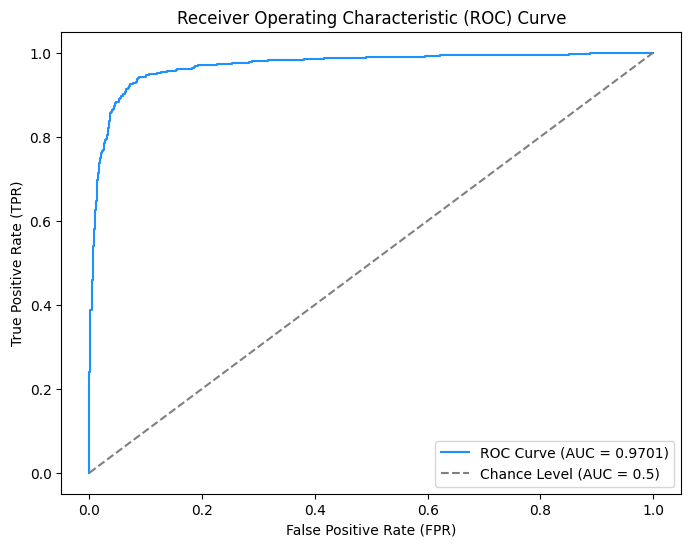 Receiver Operating Characteristic (ROC) Curve
1.0
0.8
0.6
0.4
0.2
0.0
True Positive Rate (TPR)
ROC Curve (AUC = 0.9701)
Chance Level (AUC = 0.5)
0.0 0.2 0.4 0.6 0.8 1.0
False Positive Rate (FPR)